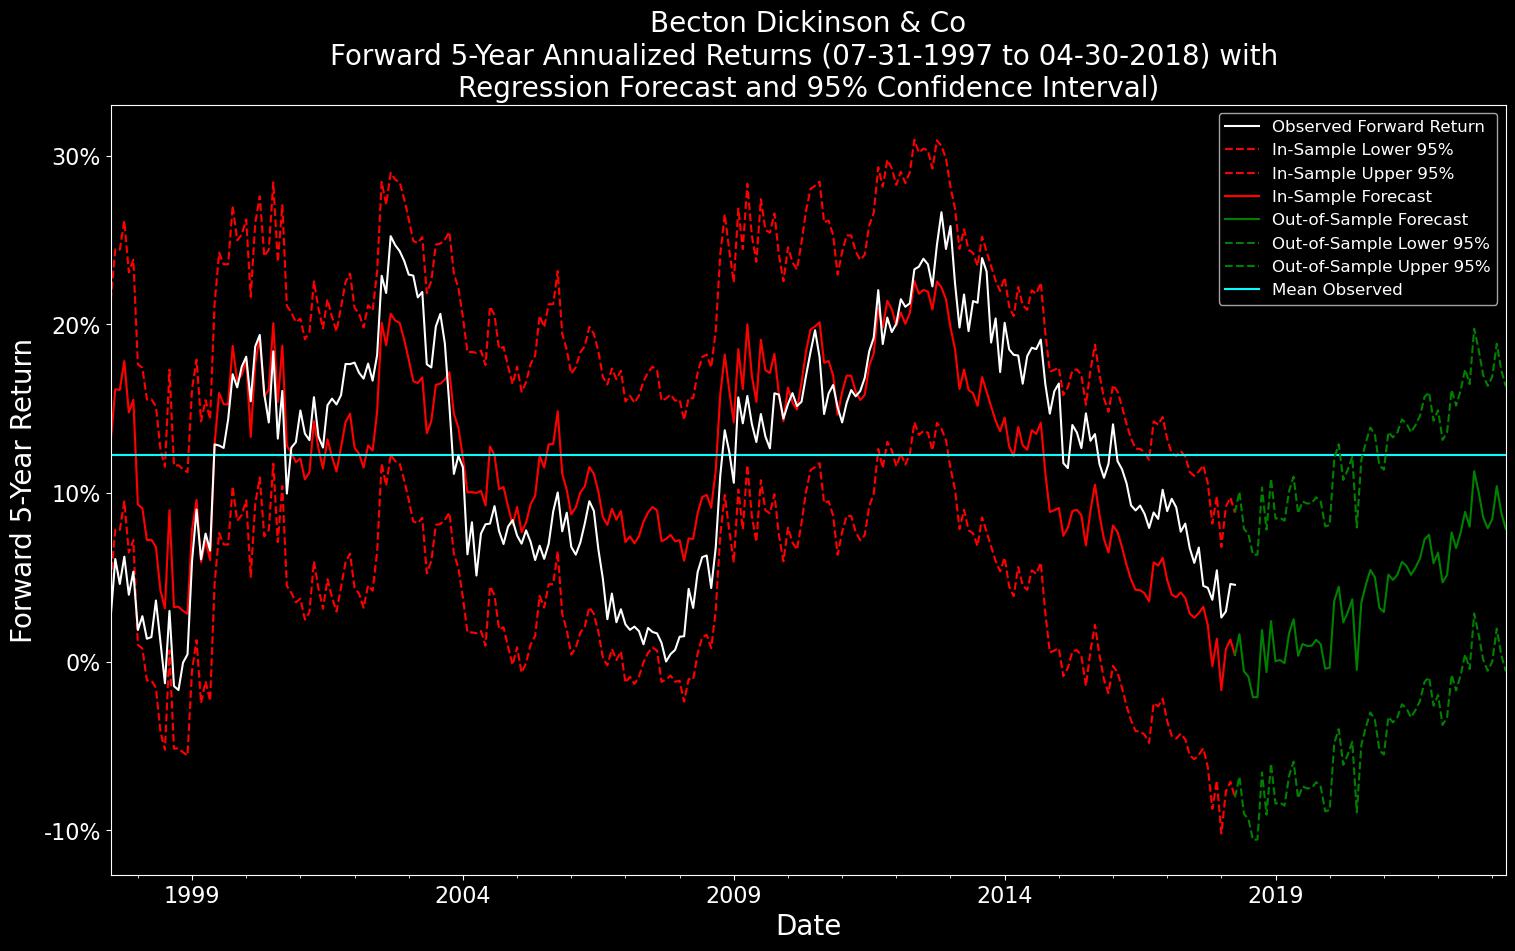 Becton Dickinson & Co
Forward 5-Year Annualized Returns (07-31-1997 to 04-30-2018) with
Regression Forecast and 95% Confidence Interval)
Observed Forward Return
In-Sample Lower 95%
In-Sample Upper 95%
In-Sample Forecast
Out-of-Sample Forecast
Out-of-Sample Lower 95%
Out-of-Sample Upper 95%
Mean Observed
Forward 5-Year Return
30%
20%
10%
0%
-10%
1999
2004
2009
2014
2019
Date